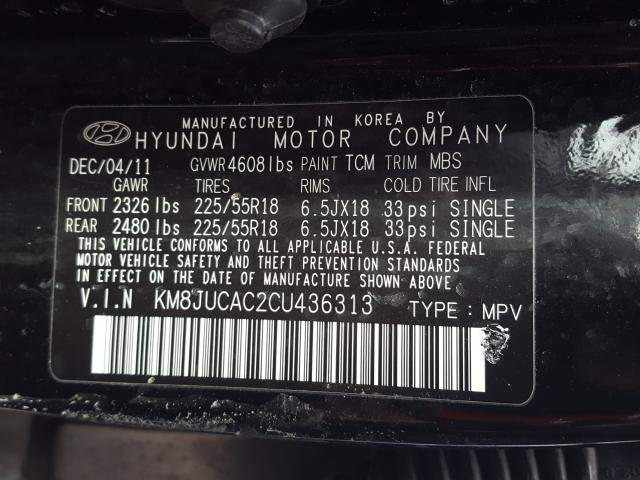 MANUFACTURED IN KOREA BY
HYUNDAI MOTOR COMPANY
DEC/04/11 GVWR 4608lbs PAINT TCM TRIM MBS
GAWR TIRES RIMS COLD TIRE INFL
FRONT 2326 lbs 225/55R18 6.5JX18 33psi SINGLE
REAR 2480 lbs 225/55R18 6.5JX18 33psi SINGLE
THIS VEHICLE CONFORMS TO ALL APPLICABLE U.S.A. FEDERAL
MOTOR VEHICLE SAFETY AND THEFT PREVENTION STANDARDS
IN EFFECT ON THE DATE OF MANUFACTURE SHOWN ABOVE.
V.I.N KM8JUCAC2CU436313 TYPE : MPV